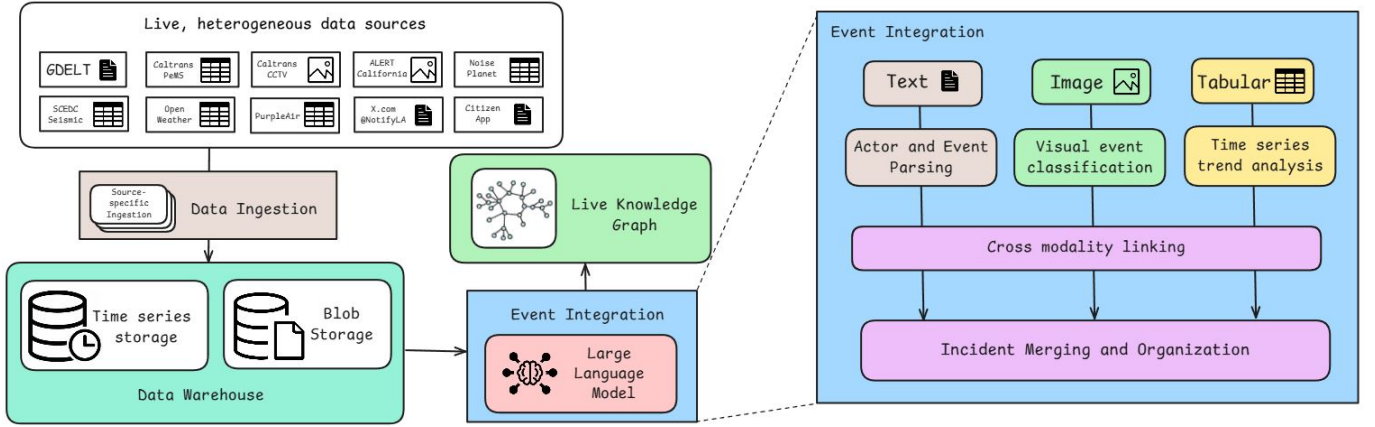 Live, heterogeneous data sources
GDELT
Caltrans
PeMS
Caltrans
CCTV
ALERT
California
Noise
Planet
SCEDC
Seismic
Open
Weather
PurpleAir
X.com
@NotifyLA
Citizen
App
Source-
specific
Ingestion
Data Ingestion
Time series
storage
Blob
Storage
Data Warehouse
Live Knowledge
Graph
Event Integration
Large
Language
Model
Event Integration
Text
Image
Tabular
Actor and Event
Parsing
Visual event
classification
Time series
trend analysis
Cross modality linking
Incident Merging and Organization